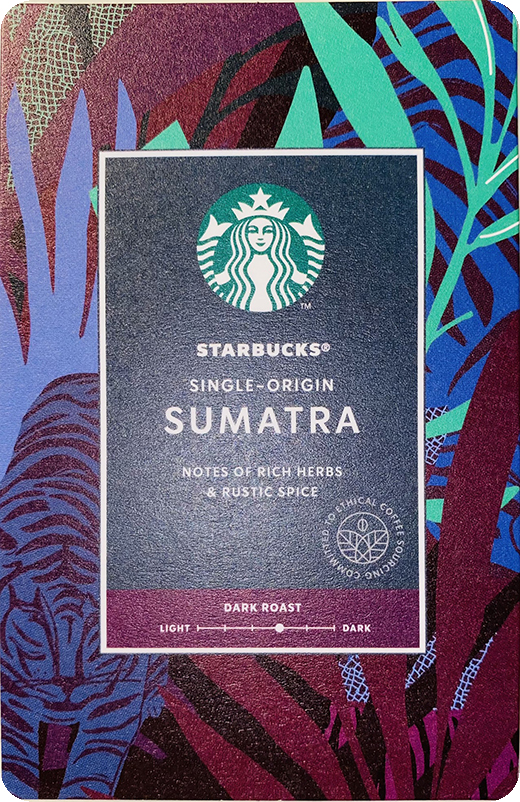 TM
STARBUCKS®
SINGLE-ORIGIN
SUMATRA
NOTES OF RICH HERBS
& RUSTIC SPICE
COMMITTED TO ETHICAL COFFEE SOURCING
DARK ROAST
LIGHT DARK